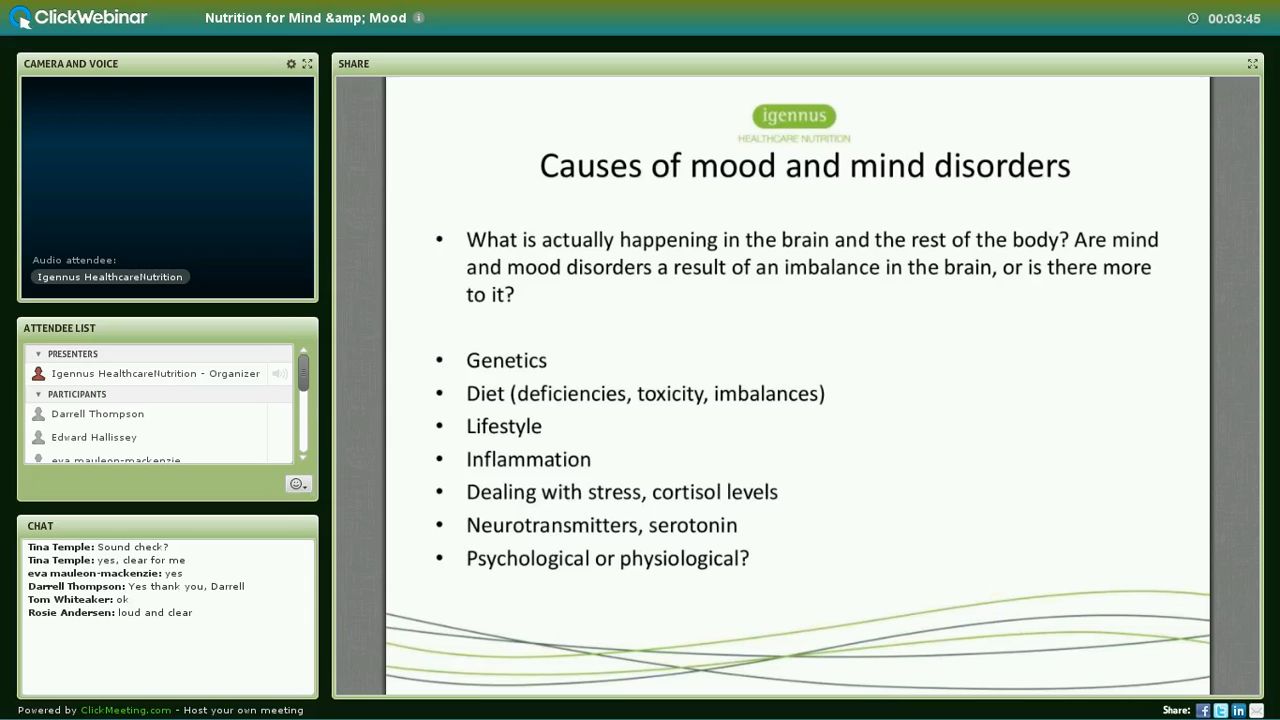 ClickWebinar
Nutrition for Mind &amp; Mood
00:03:45
CAMERA AND VOICE
Audio attendee:
Igennus HealthcareNutrition
ATTENDEE LIST
PRESENTERS
Igennus HealthcareNutrition - Organizer
PARTICIPANTS
Darrell Thompson
Edward Hallissey
eva mauleon-mackenzie
CHAT
Tina Temple: Sound check?
Tina Temple: yes, clear for me
eva mauleon-mackenzie: yes
Darrell Thompson: Yes thank you, Darrell
Tom Whiteaker: ok
Rosie Andersen: loud and clear
SHARE
igennus
HEALTHCARE NUTRITION
Causes of mood and mind disorders
• What is actually happening in the brain and the rest of the body? Are mind
and mood disorders a result of an imbalance in the brain, or is there more
to it?
• Genetics
• Diet (deficiencies, toxicity, imbalances)
• Lifestyle
• Inflammation
• Dealing with stress, cortisol levels
• Neurotransmitters, serotonin
• Psychological or physiological?
Powered by ClickMeeting.com - Host your own meeting
Share: